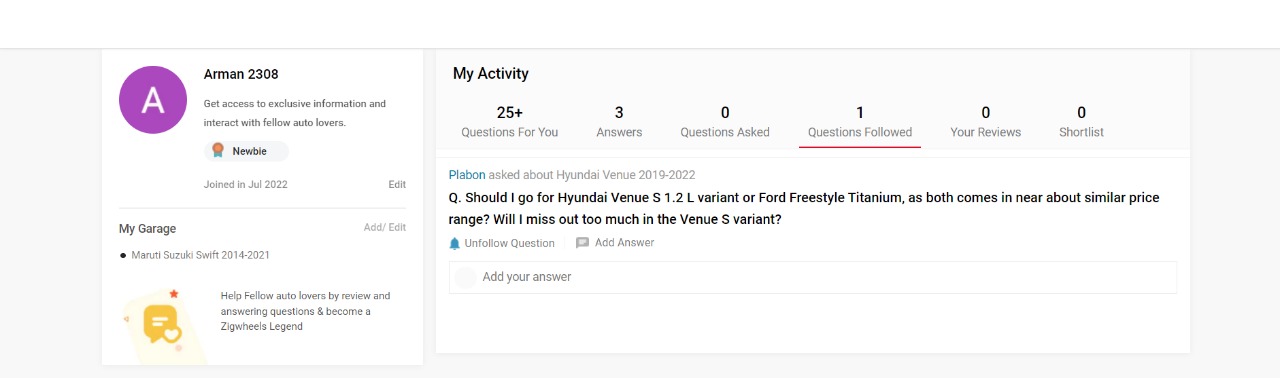 A
Arman 2308
Get access to exclusive information and
interact with fellow auto lovers.
Newbie
Joined in Jul 2022
Edit
My Garage
Add/ Edit
Maruti Suzuki Swift 2014-2021
Help Fellow auto lovers by review and
answering questions & become a
Zigwheels Legend
My Activity
25+
Questions For You
3
Answers
0
Questions Asked
1
Questions Followed
0
Your Reviews
0
Shortlist
Plabon asked about Hyundai Venue 2019-2022
Q. Should I go for Hyundai Venue S 1.2 L variant or Ford Freestyle Titanium, as both comes in near about similar price
range? Will I miss out too much in the Venue S variant?
Unfollow Question
Add Answer
Add your answer